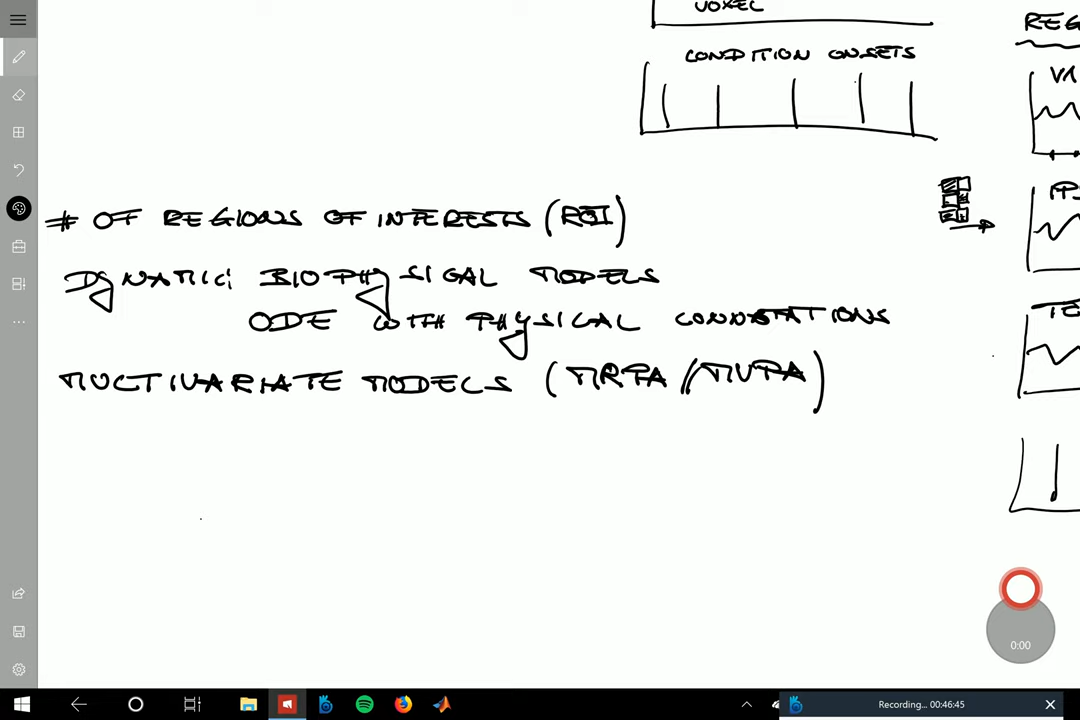 VOXEL
CONDITION ONSETS
# OF REGIONS OF INTERESTS (ROI)
DYNAMIC BIOPHYSICAL MODELS
ODE WITH PHYSICAL CONNOTATIONS
MULTIVARIATE MODELS (MRPA//MVPA)
REG
0:00
Recording... 00:46:45